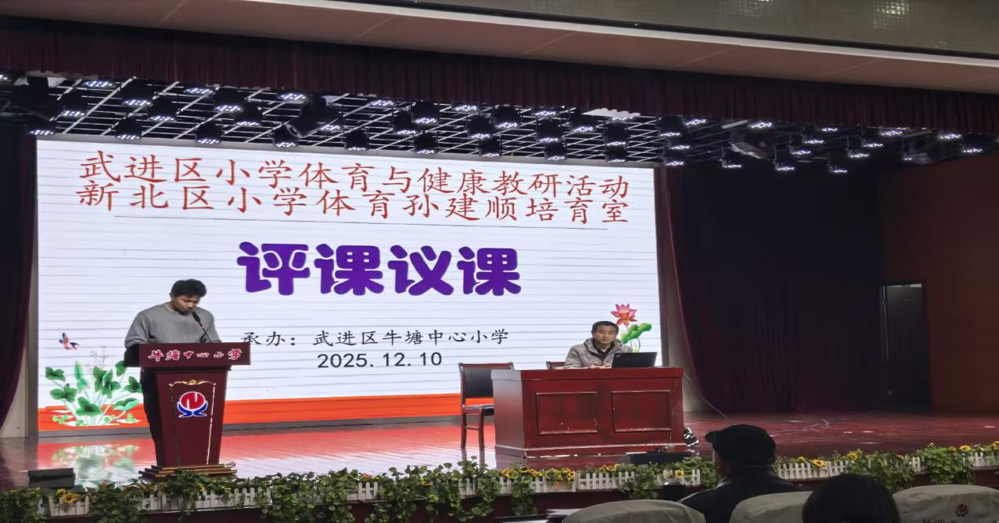 武进区小学体育与健康教研活动
新北区小学体育孙建顺培育室
评课议课
承办：武进区牛塘中心小学
2025.12.10
牛塘中心小学